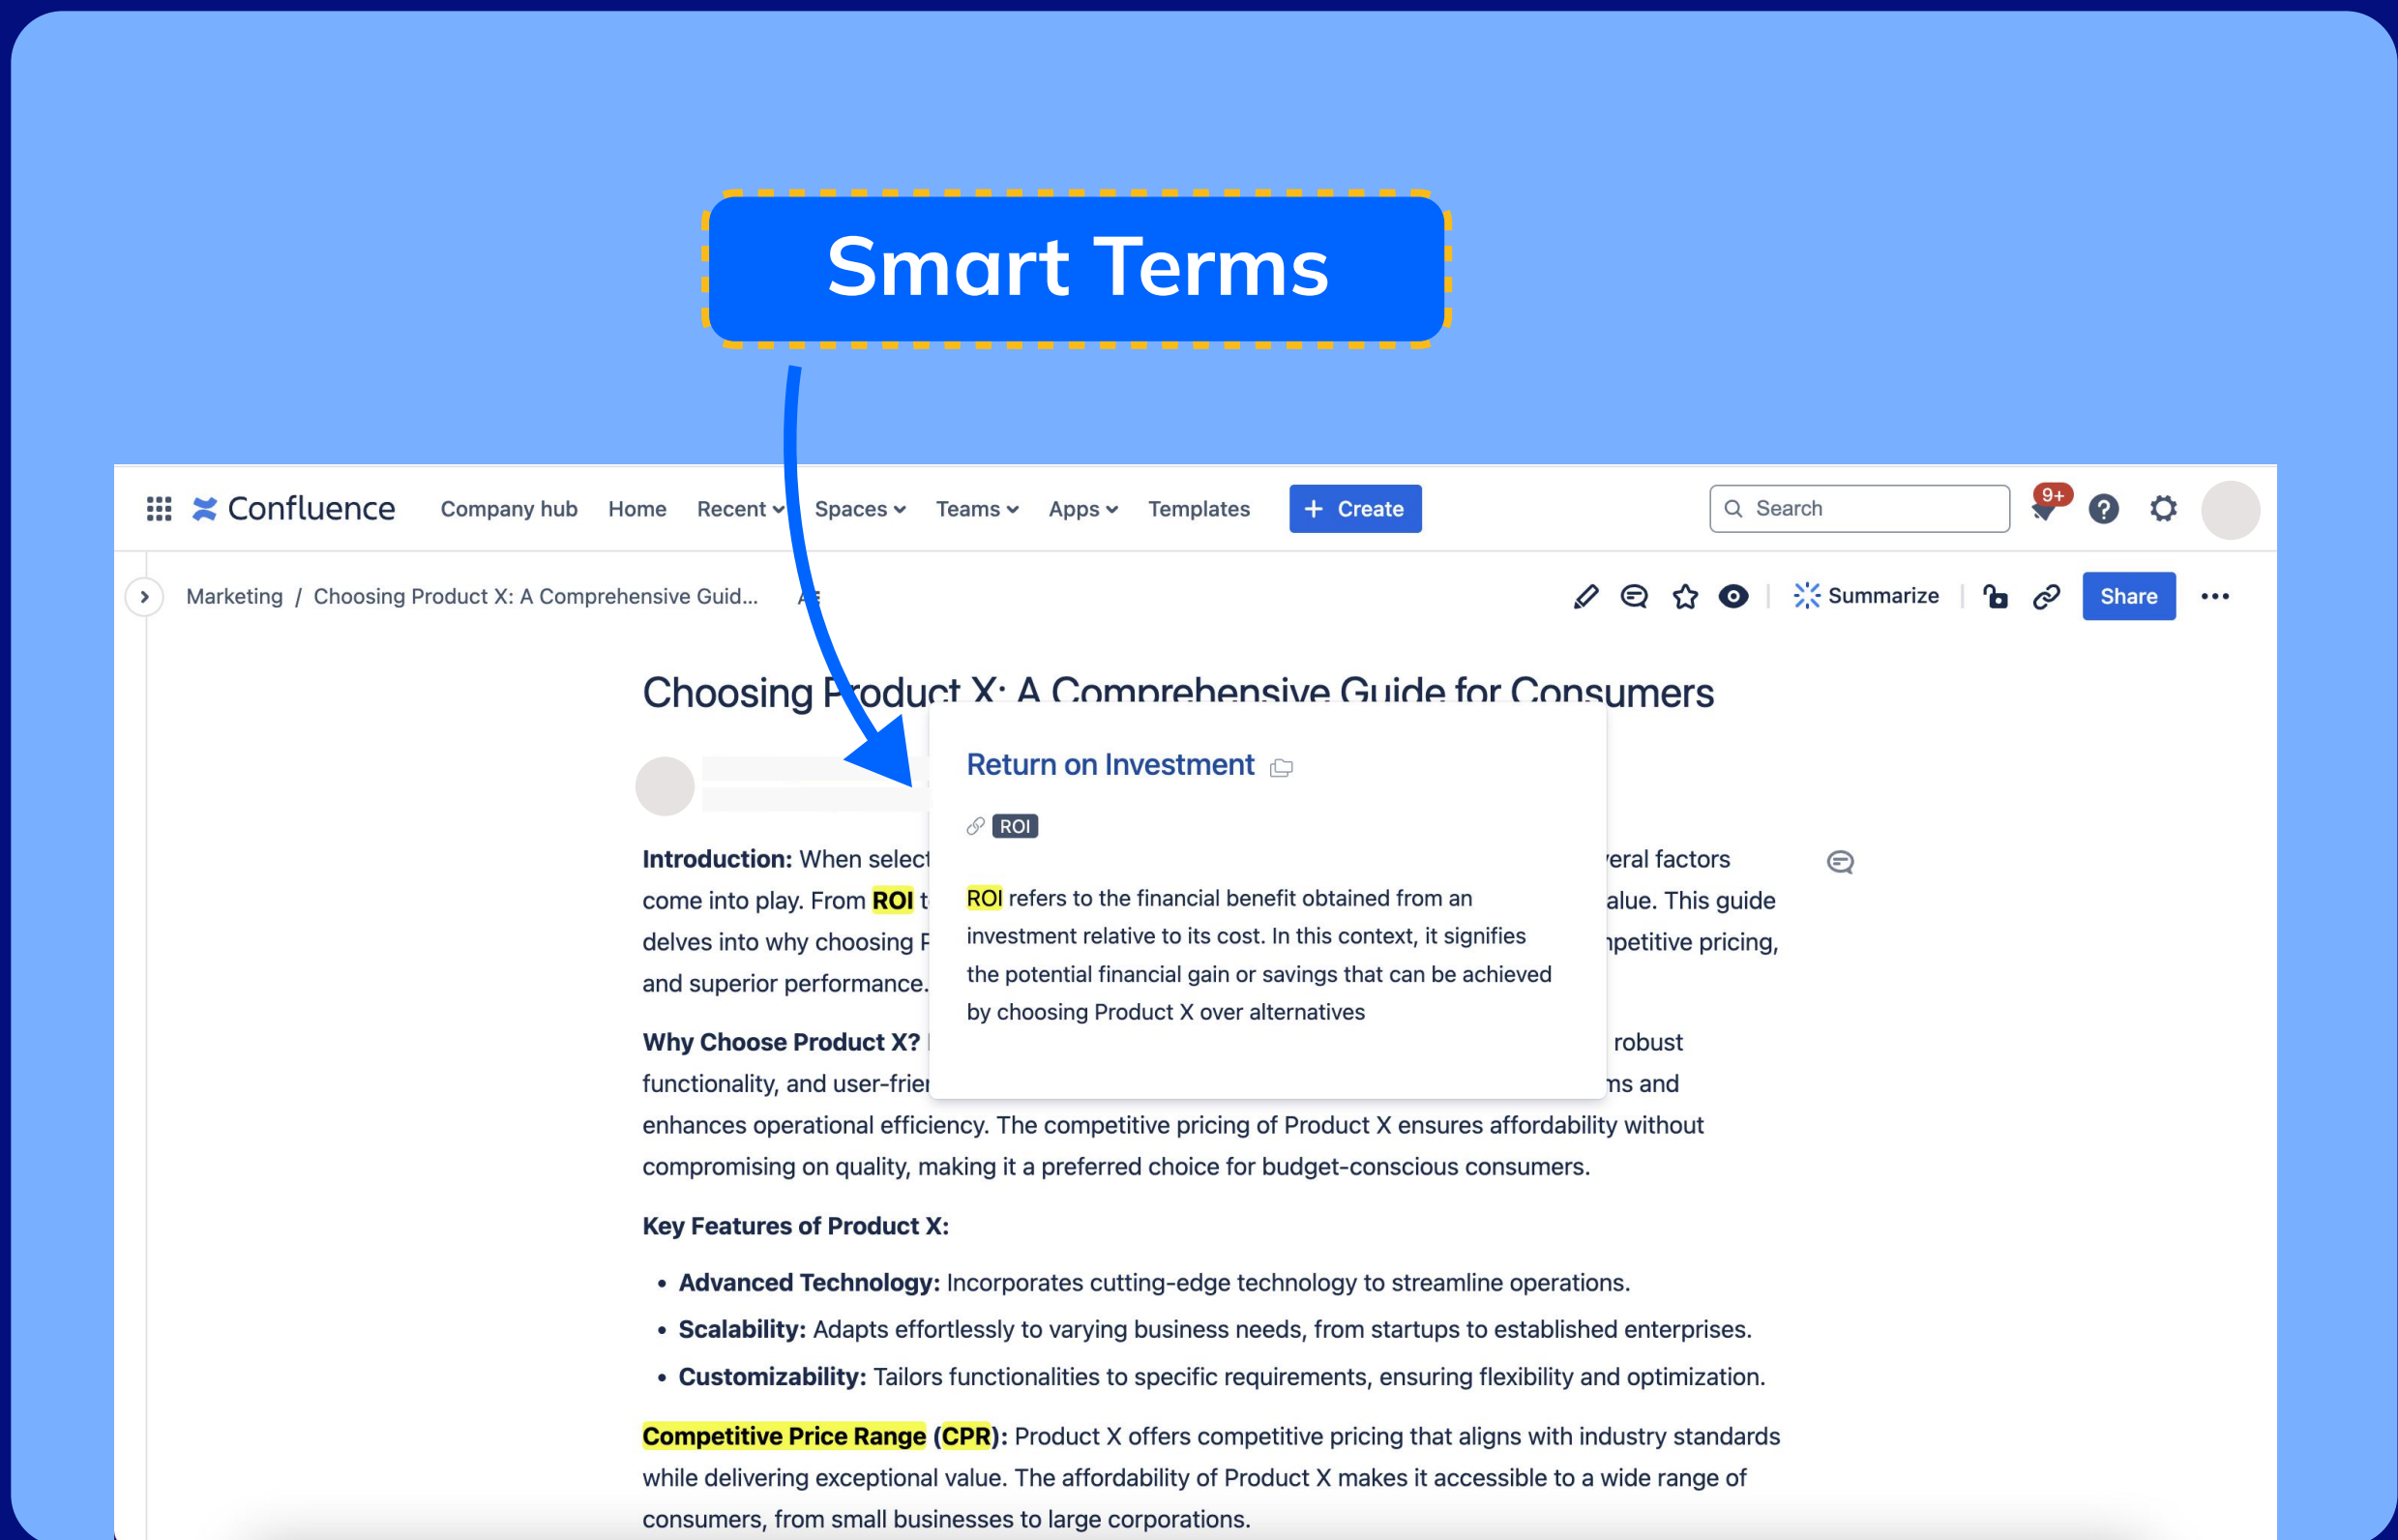 Smart Terms
Confluence Company hub Home Recent Spaces Teams Apps Templates + Create Search 9+ ?
Marketing / Choosing Product X: A Comprehensive Guid...
Summarize Share
Choosing Product X: A Comprehensive Guide for Consumers
Return on Investment
ROI
ROI refers to the financial benefit obtained from an
investment relative to its cost. In this context, it signifies
the potential financial gain or savings that can be achieved
by choosing Product X over alternatives
Introduction: When select
eral factors
come into play. From ROI
alue. This guide
delves into why choosing
petitive pricing,
and superior performance.
Why Choose Product X?
robust
functionality, and user-frie
ms and
enhances operational efficiency. The competitive pricing of Product X ensures affordability without
compromising on quality, making it a preferred choice for budget-conscious consumers.
Key Features of Product X:
• Advanced Technology: Incorporates cutting-edge technology to streamline operations.
• Scalability: Adapts effortlessly to varying business needs, from startups to established enterprises.
• Customizability: Tailors functionalities to specific requirements, ensuring flexibility and optimization.
Competitive Price Range (CPR): Product X offers competitive pricing that aligns with industry standards
while delivering exceptional value. The affordability of Product X makes it accessible to a wide range of
consumers, from small businesses to large corporations.